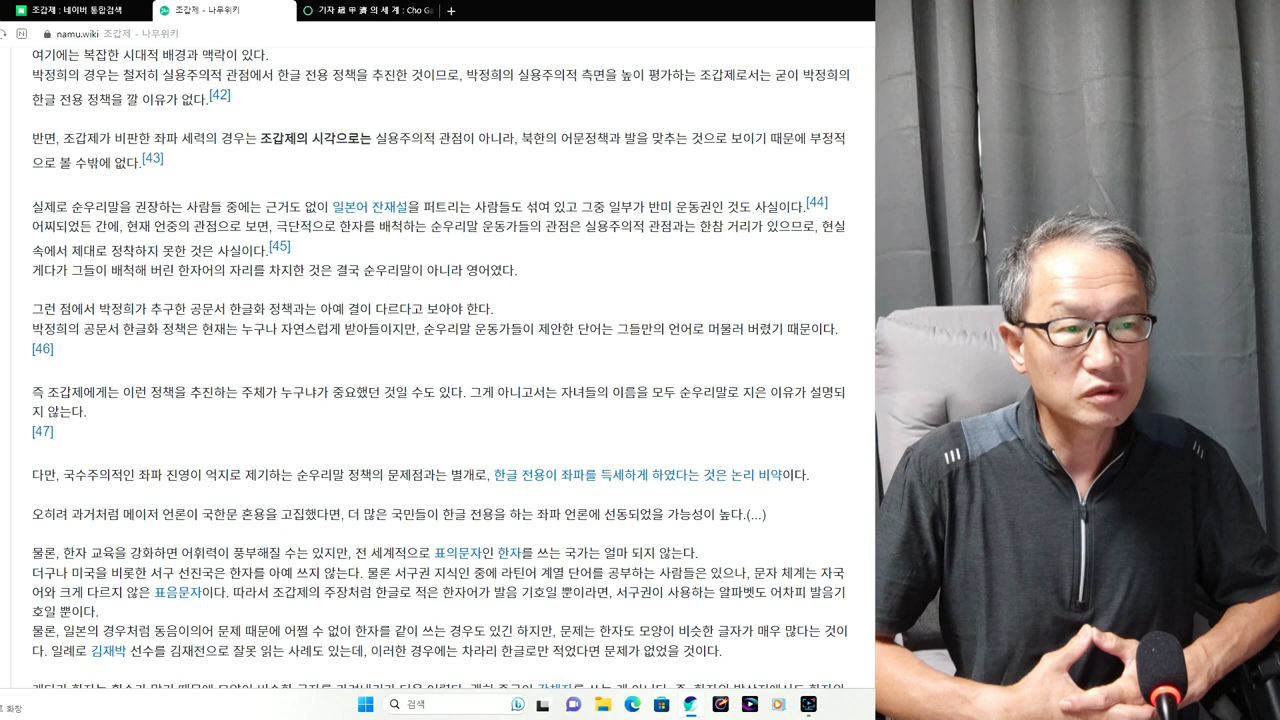 조갑제 : 네이버 통합검색
조갑제 - 나무위키
기자 趙 甲 濟 의 세 계 : Cho Ga
namu.wiki 조갑제 - 나무위키
여기에는 복잡한 시대적 배경과 맥락이 있다.
박정희의 경우는 철저히 실용주의적 관점에서 한글 전용 정책을 추진한 것이므로, 박정희의 실용주의적 측면을 높이 평가하는 조갑제로서는 굳이 박정희의
한글 전용 정책을 깔 이유가 없다.[42]
반면, 조갑제가 비판한 좌파 세력의 경우는 조갑제의 시각으로는 실용주의적 관점이 아니라, 북한의 어문정책과 발을 맞추는 것으로 보이기 때문에 부정적
으로 볼 수밖에 없다.[43]
실제로 순우리말을 권장하는 사람들 중에는 근거도 없이 일본어 잔재설을 퍼트리는 사람들도 섞여 있고 그중 일부가 반미 운동권인 것도 사실이다.[44]
어찌되었든 간에, 현재 언중의 관점으로 보면, 극단적으로 한자를 배척하는 순우리말 운동가들의 관점은 실용주의적 관점과는 한참 거리가 있으므로, 현실
속에서 제대로 정착하지 못한 것은 사실이다.[45]
게다가 그들이 배척해 버린 한자어의 자리를 차지한 것은 결국 순우리말이 아니라 영어였다.
그런 점에서 박정희가 추구한 공문서 한글화 정책과는 아예 결이 다르다고 보아야 한다.
박정희의 공문서 한글화 정책은 현재는 누구나 자연스럽게 받아들이지만, 순우리말 운동가들이 제안한 단어는 그들만의 언어로 머물러 버렸기 때문이다.
[46]
즉 조갑제에게는 이런 정책을 추진하는 주체가 누구냐가 중요했던 것일 수도 있다. 그게 아니고서는 자녀들의 이름을 모두 순우리말로 지은 이유가 설명되
지 않는다.
[47]
다만, 국수주의적인 좌파 진영이 억지로 제기하는 순우리말 정책의 문제점과는 별개로, 한글 전용이 좌파를 득세하게 하였다는 것은 논리 비약이다.
오히려 과거처럼 메이저 언론이 국한문 혼용을 고집했다면, 더 많은 국민들이 한글 전용을 하는 좌파 언론에 선동되었을 가능성이 높다.(...)
물론, 한자 교육을 강화하면 어휘력이 풍부해질 수는 있지만, 전 세계적으로 표의문자인 한자를 쓰는 국가는 얼마 되지 않는다.
더구나 미국을 비롯한 서구 선진국은 한자를 아예 쓰지 않는다. 물론 서구권 지식인 중에 라틴어 계열 단어를 공부하는 사람들은 있으나, 문자 체계는 자국
어와 크게 다르지 않은 표음문자이다. 따라서 조갑제의 주장처럼 한글로 적은 한자어가 발음 기호일 뿐이라면, 서구권이 사용하는 알파벳도 어차피 발음기
호일 뿐이다.
물론, 일본의 경우처럼 동음이의어 문제 때문에 어쩔 수 없이 한자를 같이 쓰는 경우도 있긴 하지만, 문제는 한자도 모양이 비슷한 글자가 매우 많다는 것이
다. 일례로 김재박 선수를 김재전으로 잘못 읽는 사례도 있는데, 이러한 경우에는 차라리 한글로만 적었다면 문제가 없었을 것이다.
검색
화창